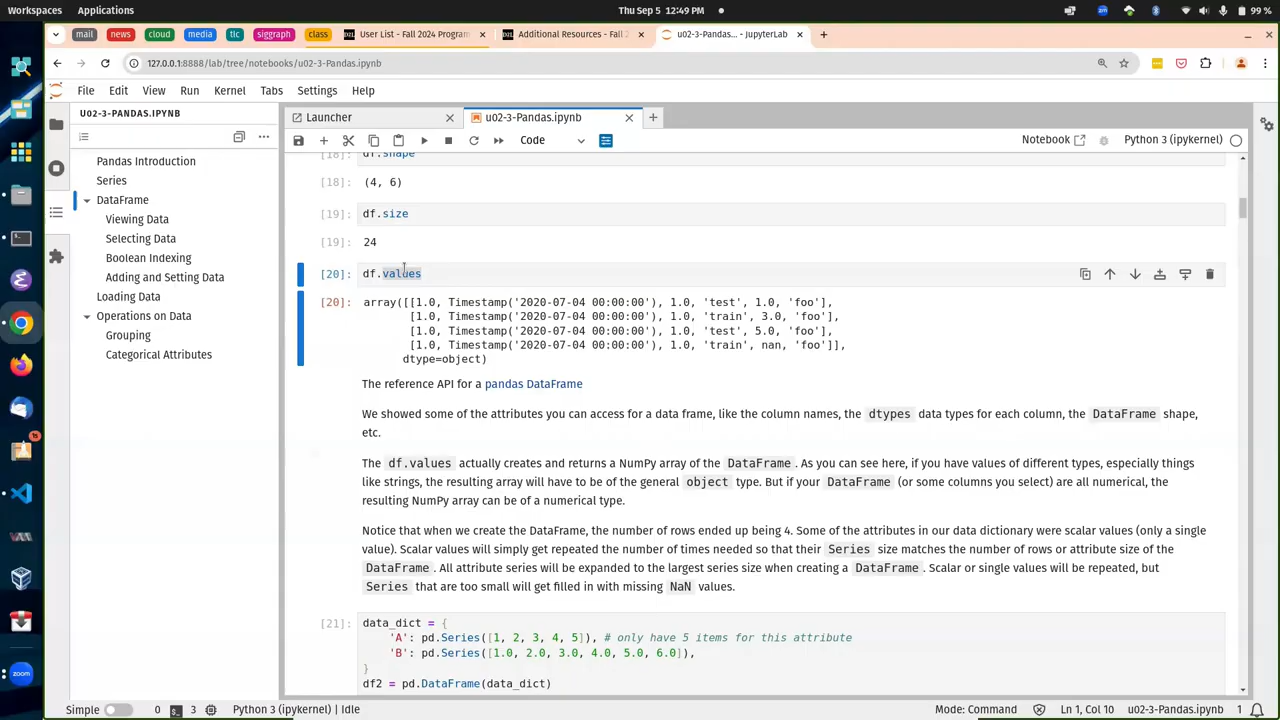 Workspaces Applications Thu Sep 5 12:49 PM 99 %
mail news cloud media tlc siggraph class User List - Fall 2024 Program Additional Resources - Fall 2 u02-3-Pandas... - JupyterLab
127.0.0.1:8888/lab/tree/notebooks/u02-3-Pandas.ipynb
File Edit View Run Kernel Tabs Settings Help
U02-3-PANDAS.IPYNB
Launcher
u02-3-Pandas.ipynb
Code
Notebook
Python 3 (ipykernel)
Pandas Introduction
Series
DataFrame
Viewing Data
Selecting Data
Boolean Indexing
Adding and Setting Data
Loading Data
Operations on Data
Grouping
Categorical Attributes
[18]: df.shape
[18]: (4, 6)
[19]: df.size
[19]: 24
[20]: df.values
[20]: array([[1.0, Timestamp('2020-07-04 00:00:00'), 1.0, 'test', 1.0, 'foo'],
[1.0, Timestamp('2020-07-04 00:00:00'), 1.0, 'train', 3.0, 'foo'],
[1.0, Timestamp('2020-07-04 00:00:00'), 1.0, 'test', 5.0, 'foo'],
[1.0, Timestamp('2020-07-04 00:00:00'), 1.0, 'train', nan, 'foo']],
dtype=object)
The reference API for a pandas DataFrame
We showed some of the attributes you can access for a data frame, like the column names, the dtypes data types for each column, the DataFrame shape,
etc.
The df.values actually creates and returns a NumPy array of the DataFrame . As you can see here, if you have values of different types, especially things
like strings, the resulting array will have to be of the general object type. But if your DataFrame (or some columns you select) are all numerical, the
resulting NumPy array can be of a numerical type.
Notice that when we create the DataFrame, the number of rows ended up being 4. Some of the attributes in our data dictionary were scalar values (only a single
value). Scalar values will simply get repeated the number of times needed so that their Series size matches the number of rows or attribute size of the
DataFrame . All attribute series will be expanded to the largest series size when creating a DataFrame . Scalar or single values will be repeated, but
Series that are too small will get filled in with missing NaN values.
[21]: data_dict = {
'A': pd.Series([1, 2, 3, 4, 5]), # only have 5 items for this attribute
'B': pd.Series([1.0, 2.0, 3.0, 4.0, 5.0, 6.0]),
}
df2 = pd.DataFrame(data_dict)
15
zoom
Simple 0 3 Python 3 (ipykernel) | Idle Mode: Command Ln 1, Col 10 u02-3-Pandas.ipynb 1